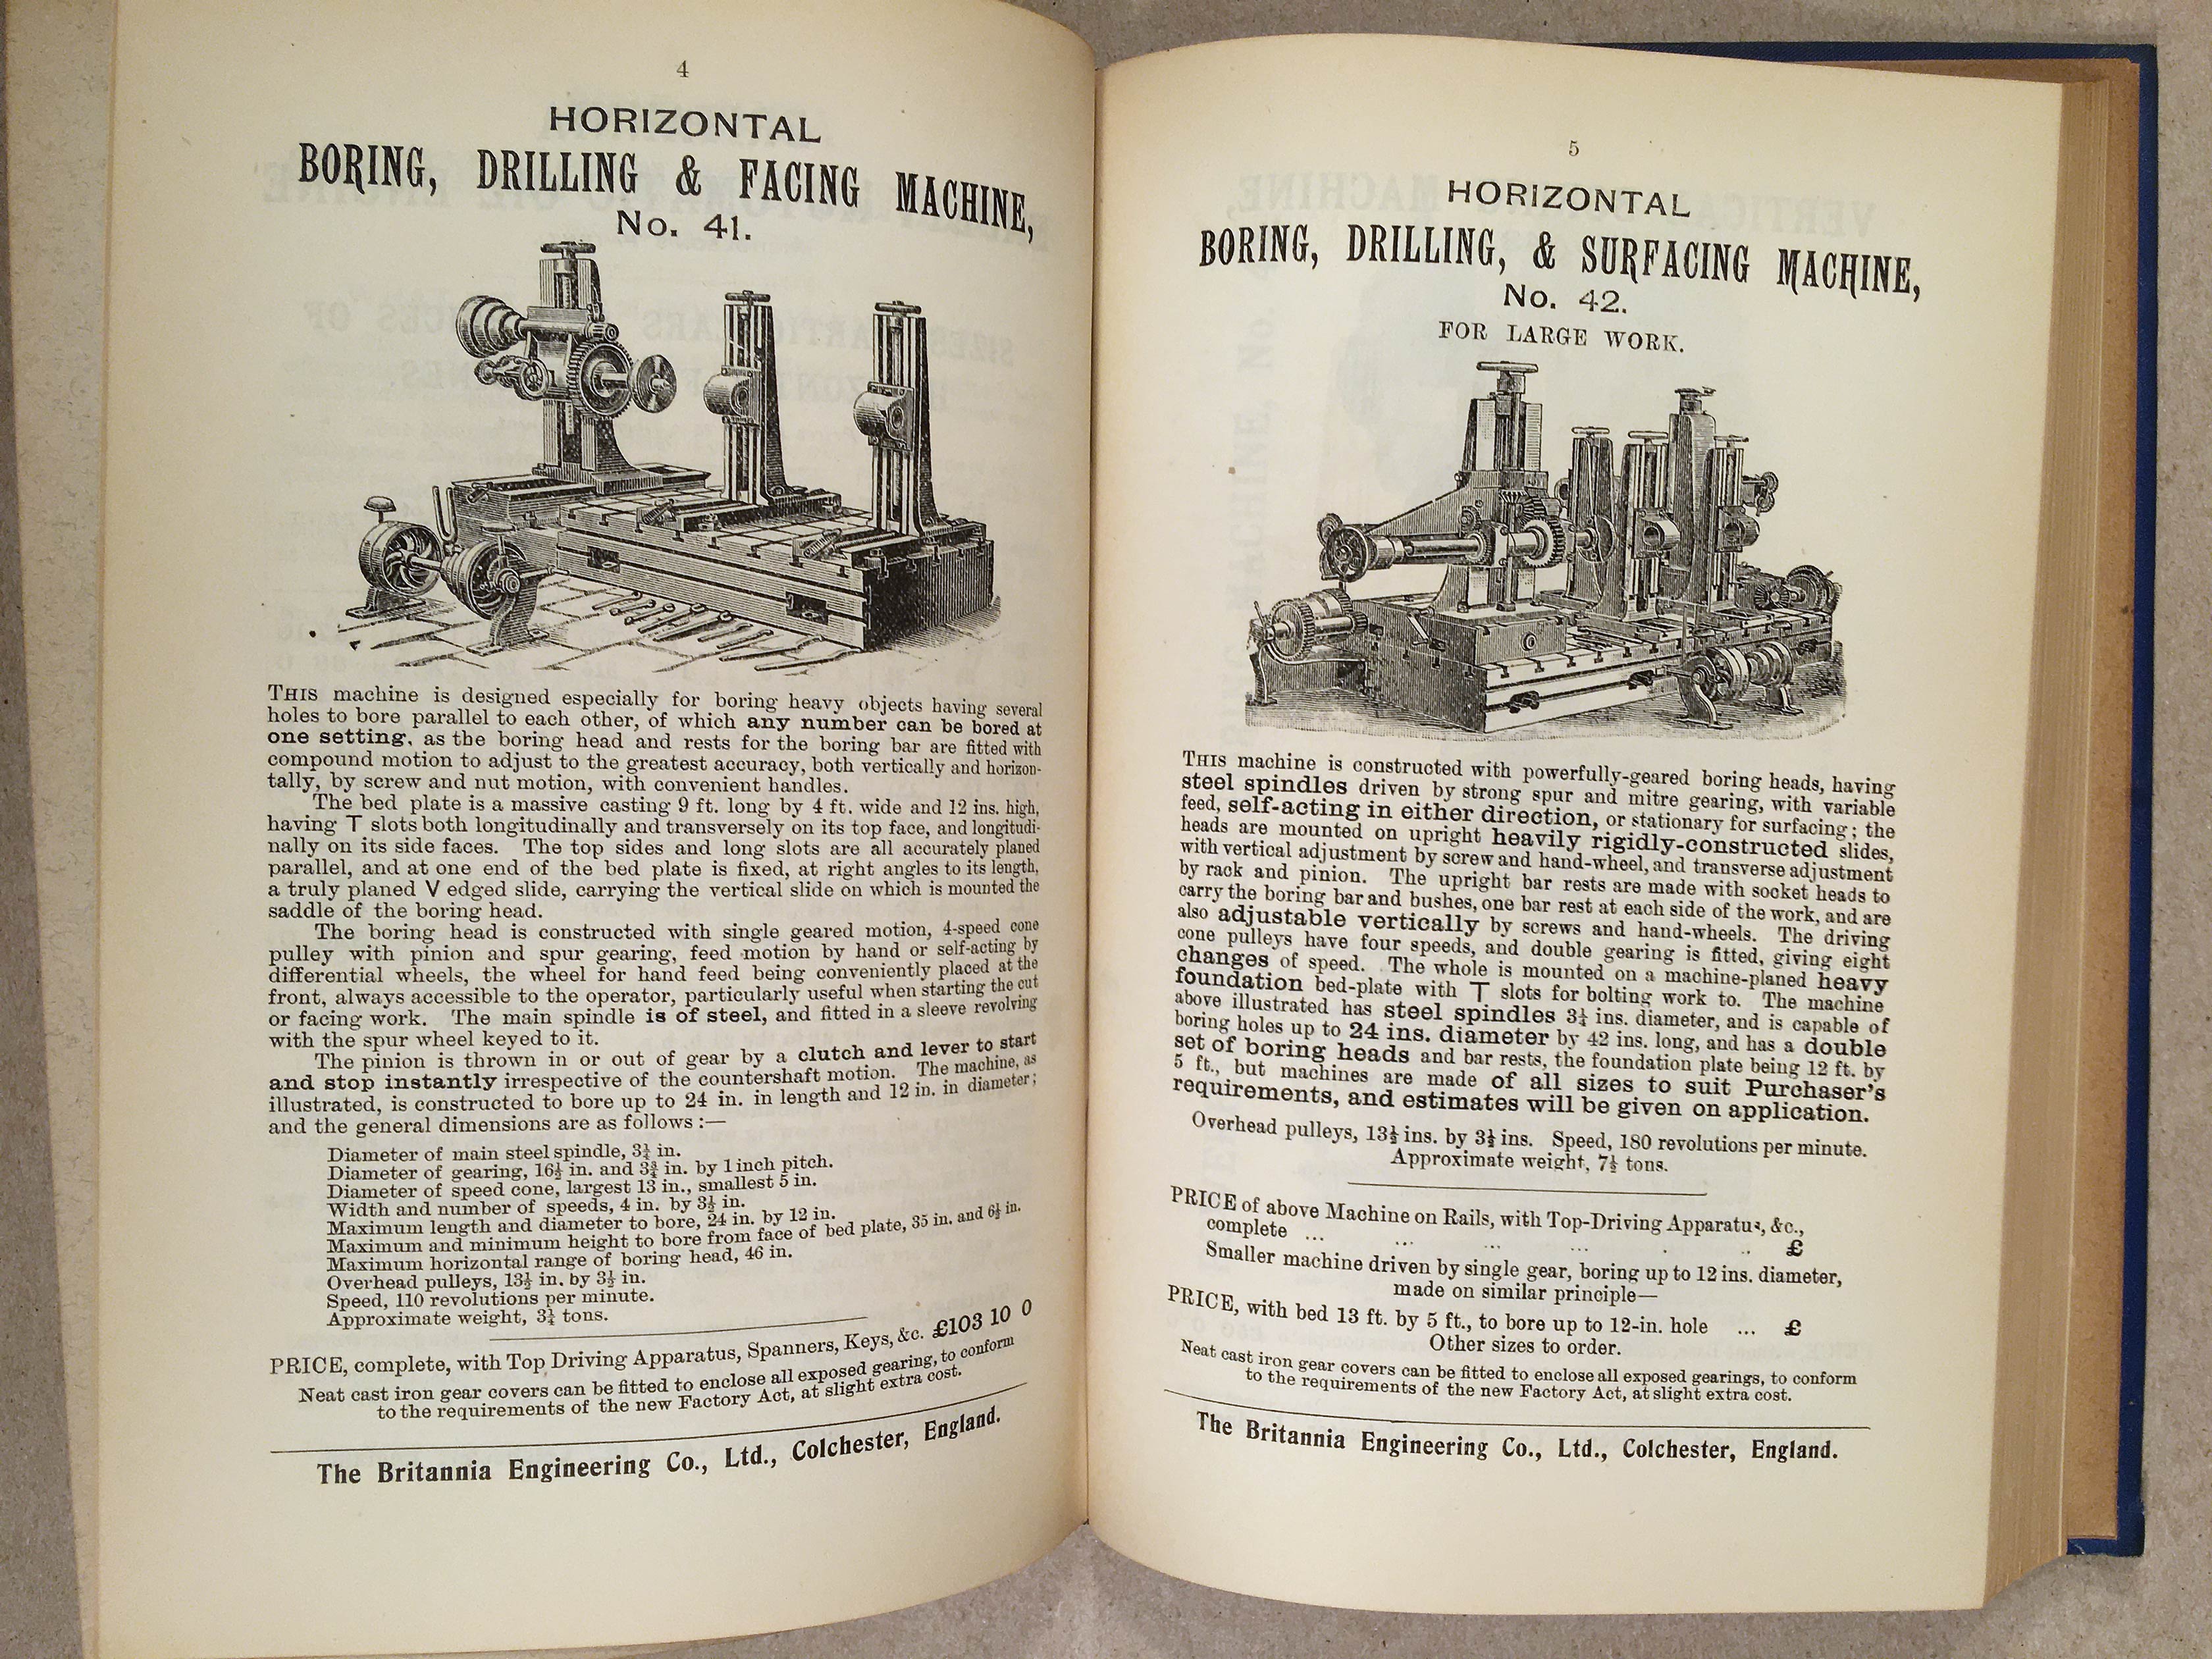 4
HORIZONTAL
BORING, DRILLING & FACING MACHINE,
No. 41.
THIS machine is designed especially for boring heavy objects having several
holes to bore parallel to each other, of which any number can be bored at
one setting, as the boring head and rests for the boring bar are fitted with
compound motion to adjust to the greatest accuracy, both vertically and horizon-
tally, by screw and nut motion, with convenient handles.
The bed plate is a massive casting 9 ft. long by 4 ft. wide and 12 ins. high,
having T slots both longitudinally and transversely on its top face, and longitudi-
nally on its side faces. The top sides and long slots are all accurately planed
parallel, and at one end of the bed plate is fixed, at right angles to its length,
a truly planed V edged slide, carrying the vertical slide on which is mounted the
saddle of the boring head.
The boring head is constructed with single geared motion, 4-speed cone
pulley with pinion and spur gearing, feed motion by hand or self-acting by
differential wheels, the wheel for hand feed being conveniently placed at the
front, always accessible to the operator, particularly useful when starting the cut
or facing work. The main spindle is of steel, and fitted in a sleeve revolving
with the spur wheel keyed to it.
The pinion is thrown in or out of gear by a clutch and lever to start
and stop instantly irrespective of the countershaft motion. The machine, as
illustrated, is constructed to bore up to 24 in. in length and 12 in. in diameter;
and the general dimensions are as follows :—
Diameter of main steel spindle, 3¼ in.
Diameter of gearing, 16½ in. and 3¾ in. by 1 inch pitch.
Diameter of speed cone, largest 13 in., smallest 5 in.
Width and number of speeds, 4 in. by 3½ in.
Maximum length and diameter to bore, 24 in. by 12 in.
Maximum and minimum height to bore from face of bed plate, 35 in. and 6½ in.
Maximum horizontal range of boring head, 46 in.
Overhead pulleys, 13½ in. by 3½ in.
Speed, 110 revolutions per minute.
Approximate weight, 3¼ tons.
PRICE, complete, with Top Driving Apparatus, Spanners, Keys, &c. £103 10 0
Neat cast iron gear covers can be fitted to enclose all exposed gearing, to conform
to the requirements of the new Factory Act, at slight extra cost.
The Britannia Engineering Co., Ltd., Colchester, England.
5
HORIZONTAL
BORING, DRILLING, & SURFACING MACHINE,
No. 42.
FOR LARGE WORK.
THIS machine is constructed with powerfully-geared boring heads, having
steel spindles driven by strong spur and mitre gearing, with variable
feed, self-acting in either direction, or stationary for surfacing; the
heads are mounted on upright heavily rigidly-constructed slides,
with vertical adjustment by screw and hand-wheel, and transverse adjustment
by rack and pinion. The upright bar rests are made with socket heads to
carry the boring bar and bushes, one bar rest at each side of the work, and are
also adjustable vertically by screws and hand-wheels. The driving
cone pulleys have four speeds, and double gearing is fitted, giving eight
changes of speed. The whole is mounted on a machine-planed heavy
foundation bed-plate with T slots for bolting work to. The machine
above illustrated has steel spindles 3¼ ins. diameter, and is capable of
boring holes up to 24 ins. diameter by 42 ins. long, and has a double
set of boring heads and bar rests, the foundation plate being 12 ft. by
5 ft., but machines are made of all sizes to suit Purchaser's
requirements, and estimates will be given on application.
Overhead pulleys, 13½ ins. by 3½ ins. Speed, 180 revolutions per minute.
Approximate weight, 7½ tons.
PRICE of above Machine on Rails, with Top-Driving Apparatus, &c.,
complete ... ... ... ... . .. £
Smaller machine driven by single gear, boring up to 12 ins. diameter,
made on similar principle—
PRICE, with bed 13 ft. by 5 ft., to bore up to 12-in. hole ... £
Other sizes to order.
Neat cast iron gear covers can be fitted to enclose all exposed gearings, to conform
to the requirements of the new Factory Act, at slight extra cost.
The Britannia Engineering Co., Ltd., Colchester, England.